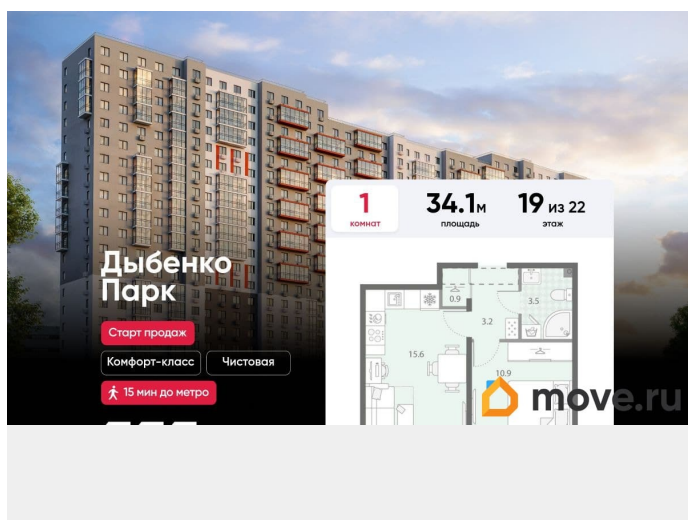 1
комнат
34.1м
площадь
19 из 22
этаж
Дыбенко
Парк
Старт продаж
Комфорт-класс
Чистовая
15 мин до метро
0.9
3.5
3.2
15.6
10.9
move.ru